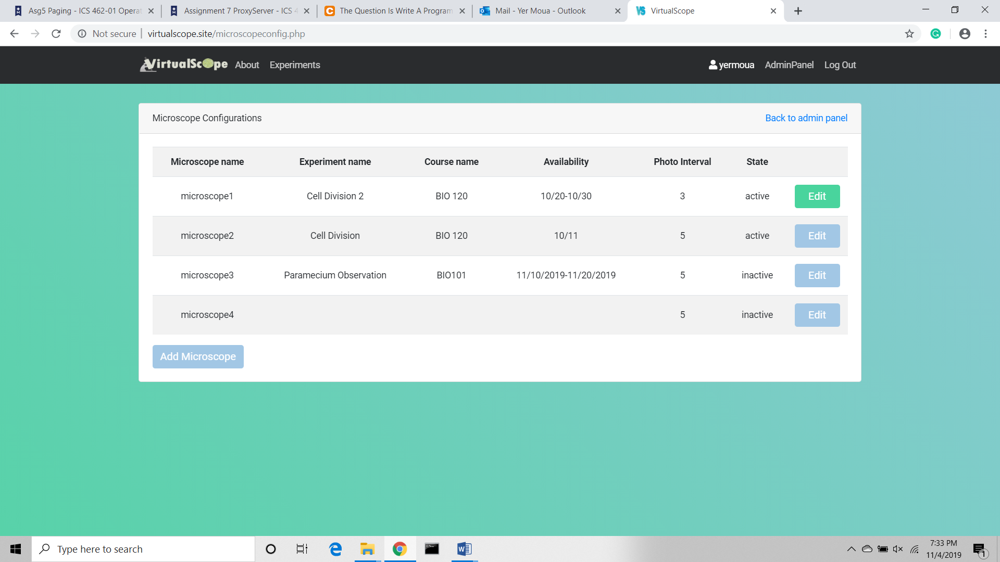 Asg5 Paging - ICS 462-01 Operat
Assignment 7 ProxyServer - ICS 4
The Question Is Write A Program
Mail - Yer Moua - Outlook
VirtualScope
Not secure | virtualscope.site/microscopeconfig.php
VirtualScope About Experiments yermoua AdminPanel Log Out
Microscope Configurations Back to admin panel
Microscope name Experiment name Course name Availability Photo Interval State
microscope1 Cell Division 2 BIO 120 10/20-10/30 3 active Edit
microscope2 Cell Division BIO 120 10/11 5 active Edit
microscope3 Paramecium Observation BIO101 11/10/2019-11/20/2019 5 inactive Edit
microscope4 5 inactive Edit
Add Microscope
Type here to search
7:33 PM
11/4/2019
1